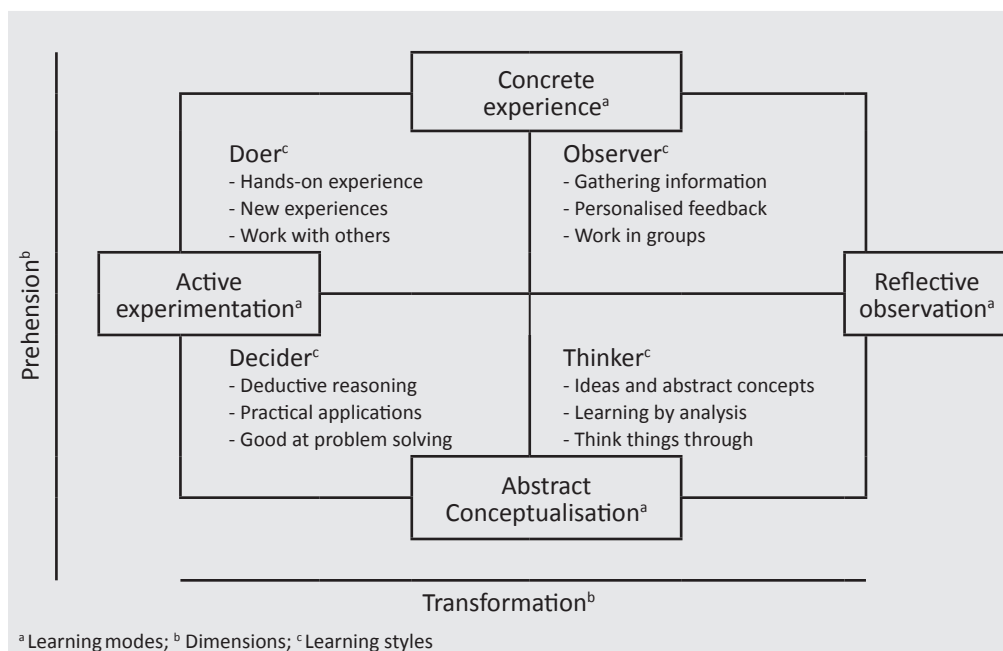 Concrete
experienceᵃ
Doerᶜ
- Hands-on experience
- New experiences
- Work with others
Observerᶜ
- Gathering information
- Personalised feedback
- Work in groups
Prehensionᵇ
Active
experimentationᵃ
Reflective
observationᵃ
Deciderᶜ
- Deductive reasoning
- Practical applications
- Good at problem solving
Thinkerᶜ
- Ideas and abstract concepts
- Learning by analysis
- Think things through
Abstract
Conceptualisationᵃ
Transformationᵇ
ᵃ Learning modes; ᵇ Dimensions; ᶜ Learning styles